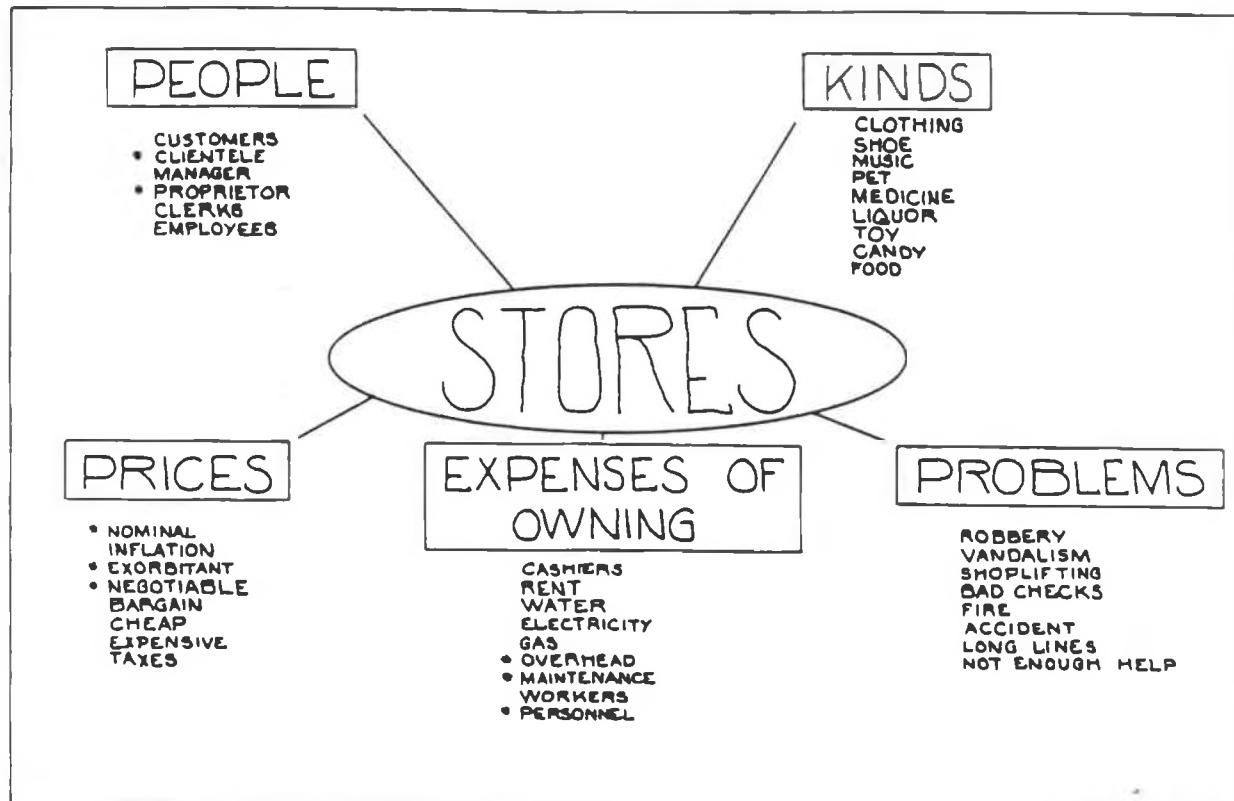 PEOPLE
CUSTOMERS
• CLIENTELE
MANAGER
• PROPRIETOR
CLERKS
EMPLOYEES
KINDS
CLOTHING
SHOE
MUSIC
PET
MEDICINE
LIQUOR
TOY
CANDY
FOOD
STORES
PRICES
• NOMINAL
INFLATION
• EXORBITANT
• NEGOTIABLE
BARGAIN
CHEAP
EXPENSIVE
TAXES
EXPENSES OF
OWNING
CASHIERS
RENT
WATER
ELECTRICITY
GAS
• OVERHEAD
• MAINTENANCE
WORKERS
• PERSONNEL
PROBLEMS
ROBBERY
VANDALISM
SHOPLIFTING
BAD CHECKS
FIRE
ACCIDENT
LONG LINES
NOT ENOUGH HELP